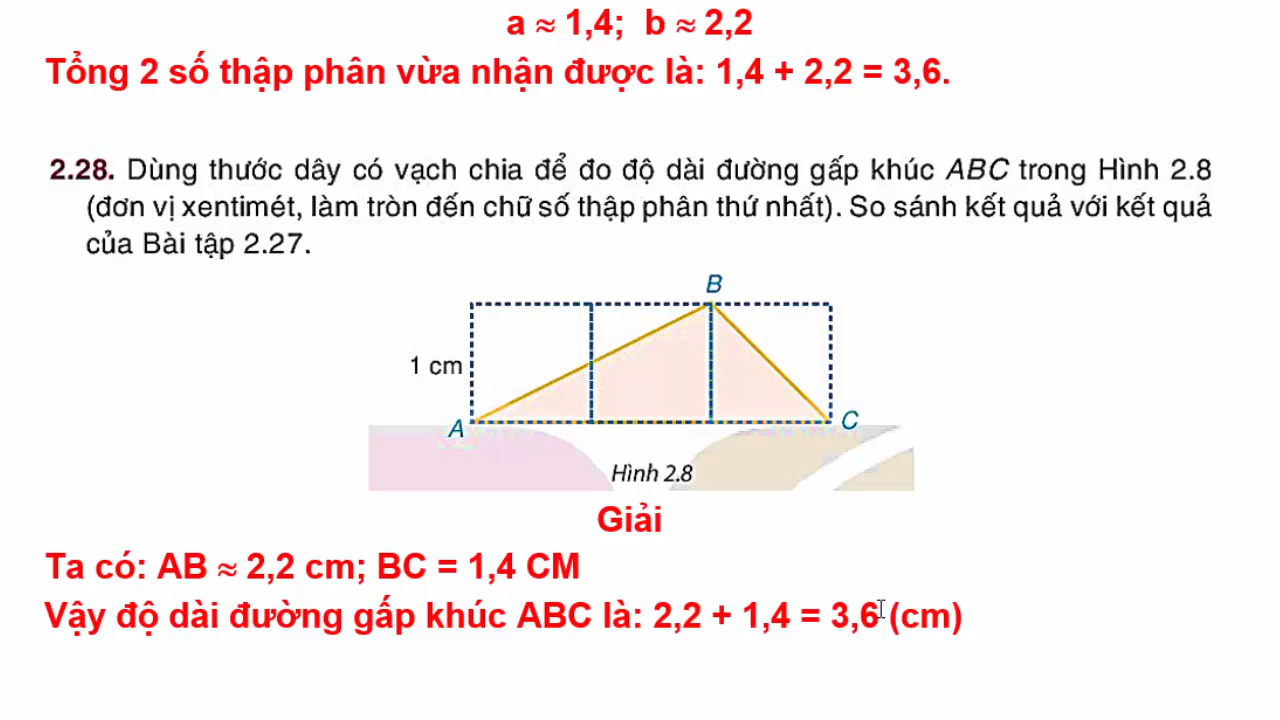 a ≈ 1,4;  b ≈ 2,2
Tổng 2 số thập phân vừa nhận được là: 1,4 + 2,2 = 3,6.
2.28. Dùng thước dây có vạch chia để đo độ dài đường gấp khúc ABC trong Hình 2.8
(đơn vị xentimét, làm tròn đến chữ số thập phân thứ nhất). So sánh kết quả với kết quả
của Bài tập 2.27.
B
1 cm
A
C
Hình 2.8
Giải
Ta có: AB ≈ 2,2 cm; BC = 1,4 CM
Vậy độ dài đường gấp khúc ABC là: 2,2 + 1,4 = 3,6 (cm)